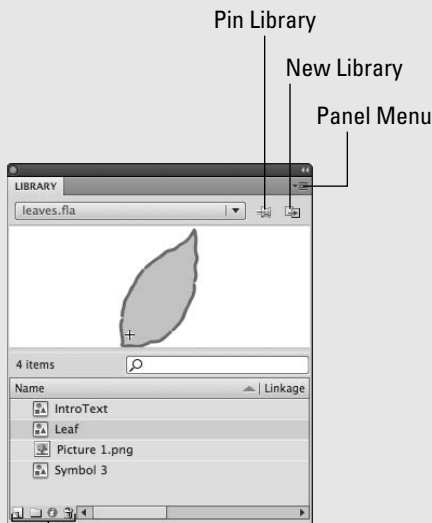 Pin Library
New Library
Panel Menu
LIBRARY
leaves.fla
4 items
Name Linkage
IntroText
Leaf
Picture 1.png
Symbol 3